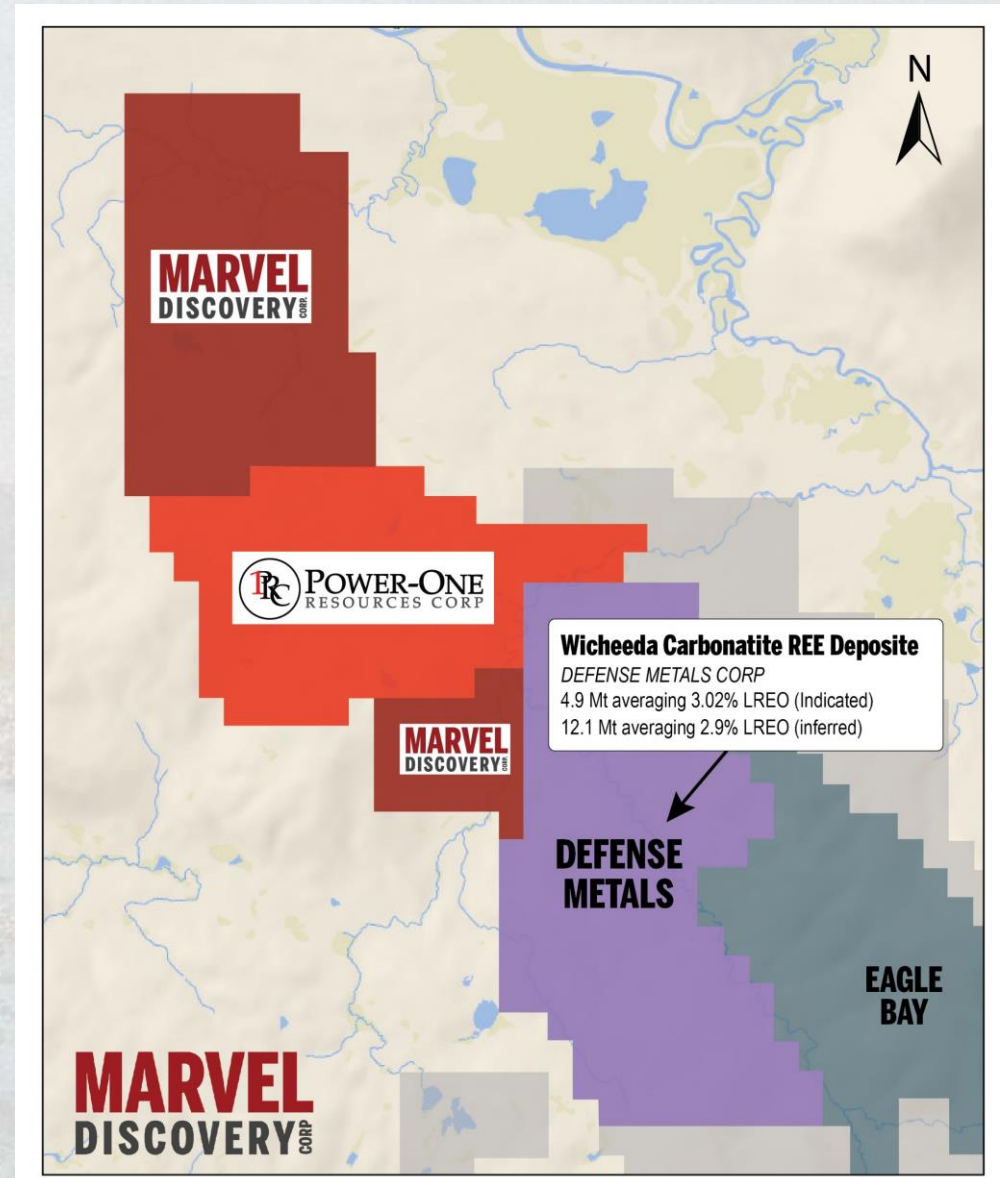 N
MARVEL
DISCOVERY CORP.
PRC POWER-ONE
RESOURCES CORP
Wicheeda Carbonatite REE Deposite
DEFENSE METALS CORP
4.9 Mt averaging 3.02% LREO (Indicated)
12.1 Mt averaging 2.9% LREO (inferred)
MARVEL
DISCOVERY CORP.
DEFENSE
METALS
EAGLE
BAY
MARVEL
DISCOVERY CORP